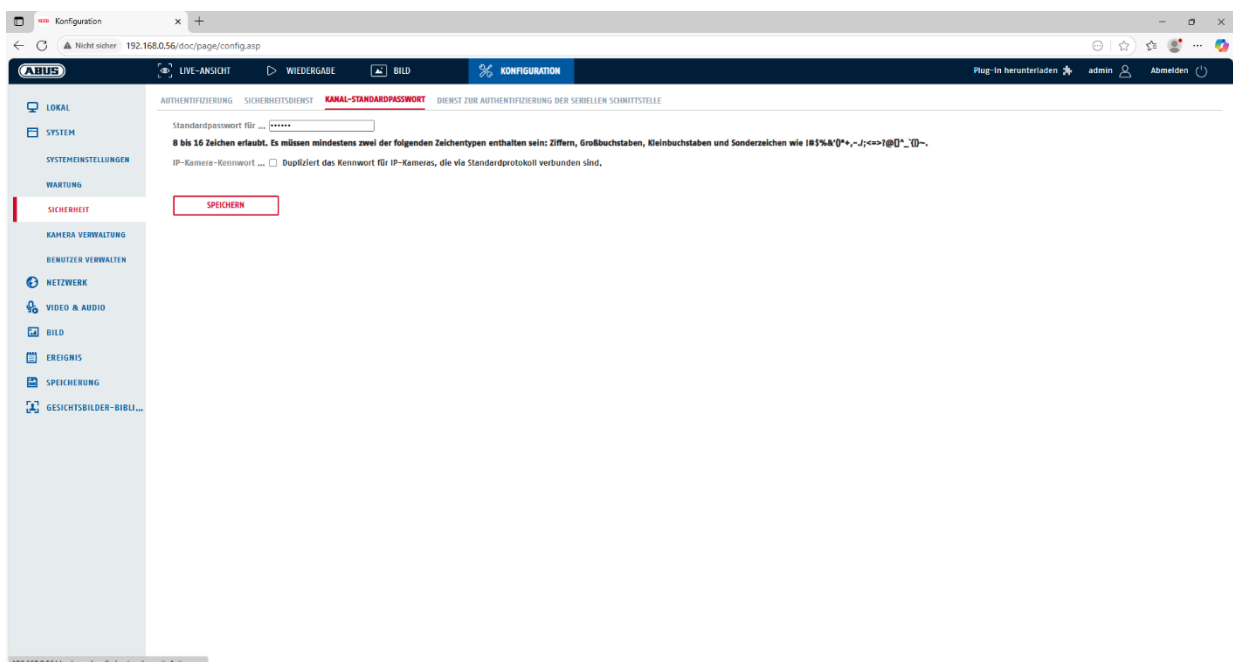 Konfiguration
Nicht sicher 192.168.0.56/doc/page/config.asp
ABUS LIVE-ANSICHT WIEDERGABE BILD KONFIGURATION Plug-In herunterladen admin Abmelden
AUTHENTIFIZIERUNG SICHERHEITSDIENST KANAL-STANDARDPASSWORT DIENST ZUR AUTHENTIFIZIERUNG DER SERIELLEN SCHNITTSTELLE
LOKAL
SYSTEM
SYSTEMEINSTELLUNGEN
WARTUNG
SICHERHEIT
KAMERA VERWALTUNG
BENUTZER VERWALTEN
NETZWERK
VIDEO & AUDIO
BILD
EREIGNIS
SPEICHERUNG
GESICHTSBILDER-BIBLI...
Standardpasswort für ... ••••••
8 bis 16 Zeichen erlaubt. Es müssen mindestens zwei der folgenden Zeichentypen enthalten sein: Ziffern, Großbuchstaben, Kleinbuchstaben und Sonderzeichen wie !#$%&'()*+,-./:;<=>?@[]^_`{|}~.
IP-Kamera-Kennwort ... Dupliziert das Kennwort für IP-Kameras, die via Standardprotokoll verbunden sind.
SPEICHERN